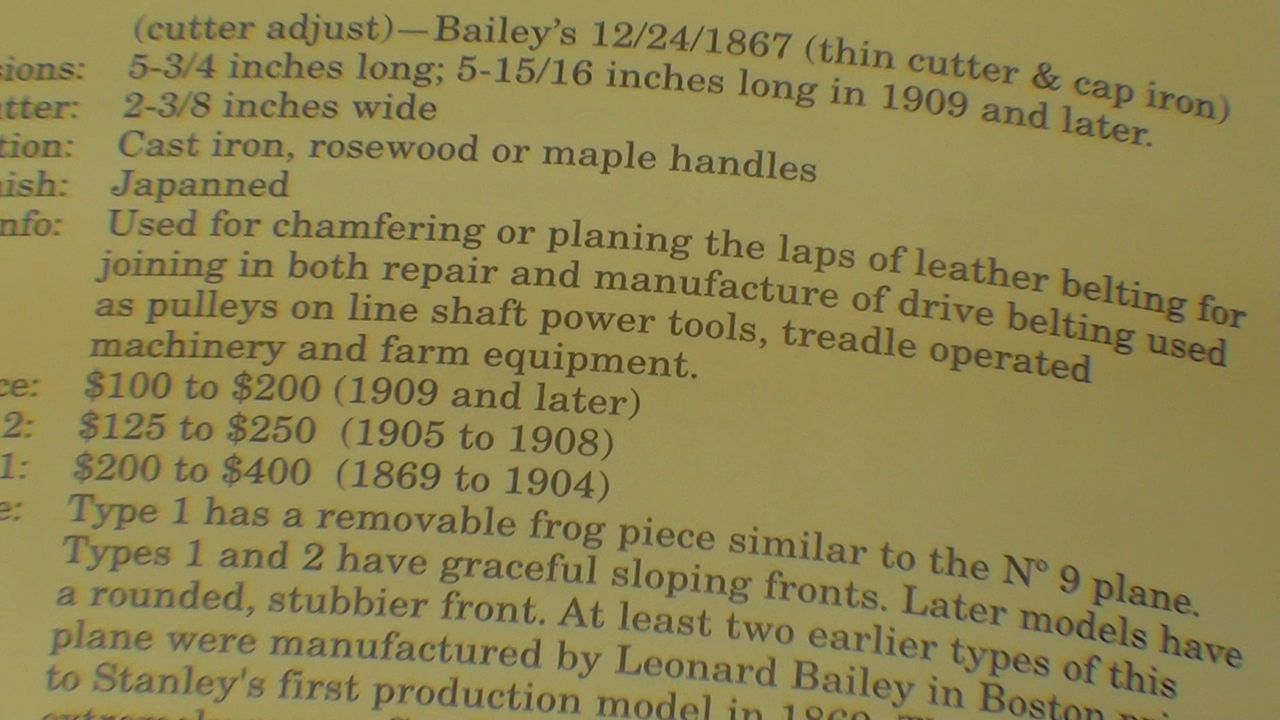 (cutter adjust)—Bailey's 12/24/1867 (thin cutter & cap iron)
sions: 5-3/4 inches long; 5-15/16 inches long in 1909 and later.
tter: 2-3/8 inches wide
tion: Cast iron, rosewood or maple handles
ish: Japanned
nfo: Used for chamfering or planing the laps of leather belting for
joining in both repair and manufacture of drive belting used
as pulleys on line shaft power tools, treadle operated
machinery and farm equipment.
ce: $100 to $200 (1909 and later)
2: $125 to $250 (1905 to 1908)
1: $200 to $400 (1869 to 1904)
e: Type 1 has a removable frog piece similar to the Nº 9 plane.
Types 1 and 2 have graceful sloping fronts. Later models have
a rounded, stubbier front. At least two earlier types of this
plane were manufactured by Leonard Bailey in Boston
to Stanley's first production model in